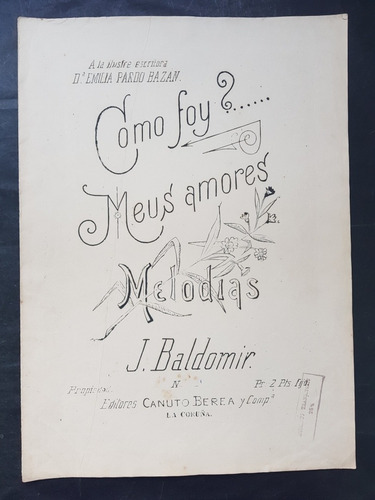 A la ilustre escritora
D.ª EMILIA PARDO BAZAN.
Como foy?......
Meus amores
Melodias
J. Baldomir.
N
Pr. 2 Pts
Editores CANUTO BEREA y Comp.ª
LA CORUÑA.